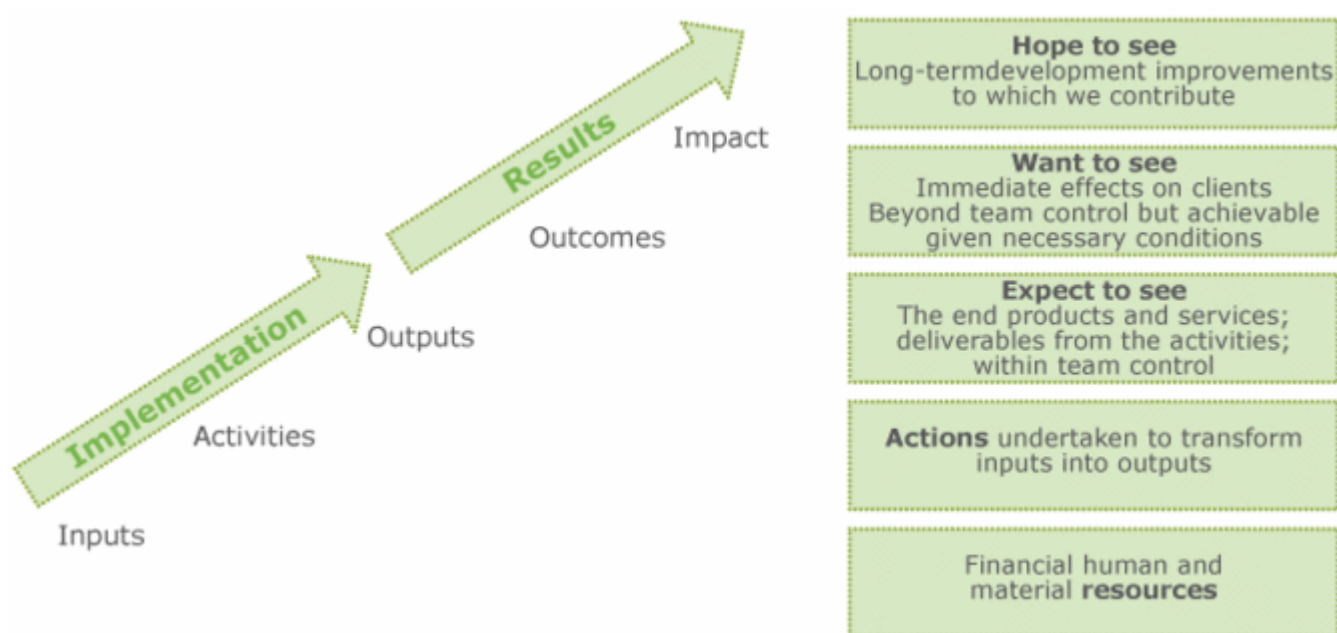 Implementation
Results
Inputs
Activities
Outputs
Outcomes
Impact
Hope to see
Long-termdevelopment improvements
to which we contribute
Want to see
Immediate effects on clients
Beyond team control but achievable
given necessary conditions
Expect to see
The end products and services;
deliverables from the activities;
within team control
Actions undertaken to transform
inputs into outputs
Financial human and
material resources